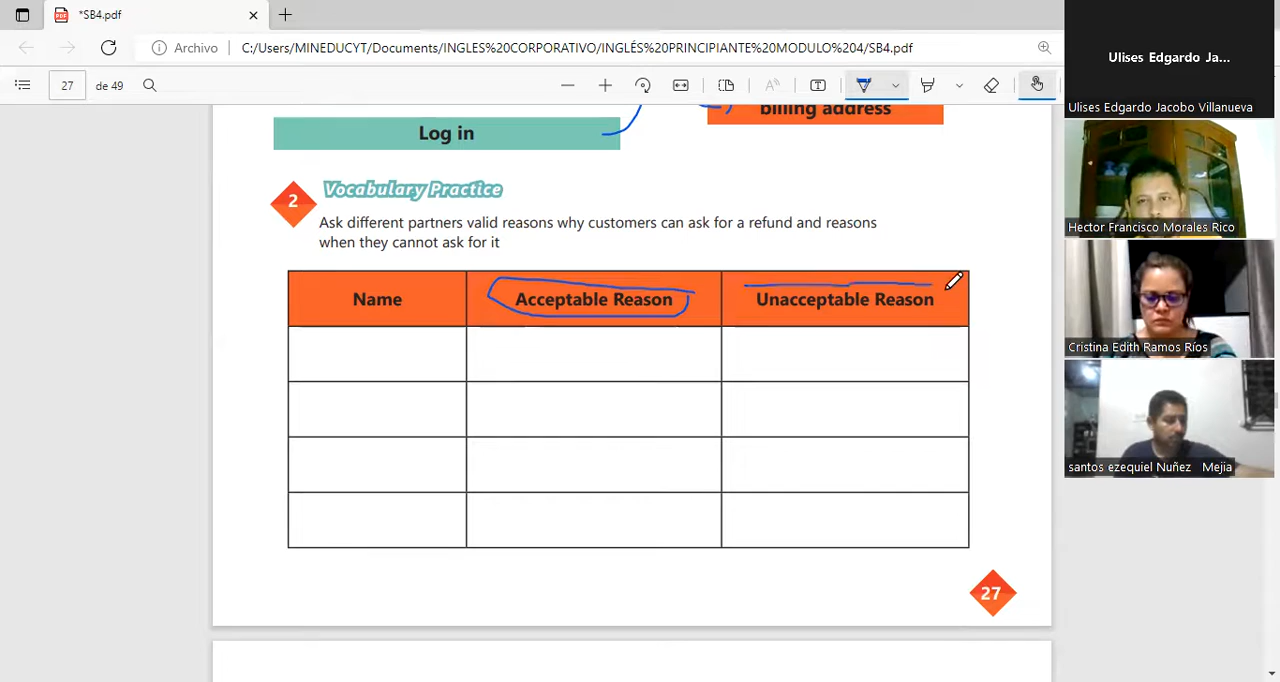 *SB4.pdf
Archivo
C:/Users/MINEDUCYT/Documents/INGLES%20CORPORATIVO/INGLÉS%20PRINCIPIANTE%20MODULO%204/SB4.pdf
27
de 49
billing address
Log in
2
Vocabulary Practice
Ask different partners valid reasons why customers can ask for a refund and reasons
when they cannot ask for it
Name
Acceptable Reason
Unacceptable Reason
27
Ulises Edgardo Ja...
Ulises Edgardo Jacobo Villanueva
Hector Francisco Morales Rico
Cristina Edith Ramos Ríos
santos ezequiel Nuñez Mejia